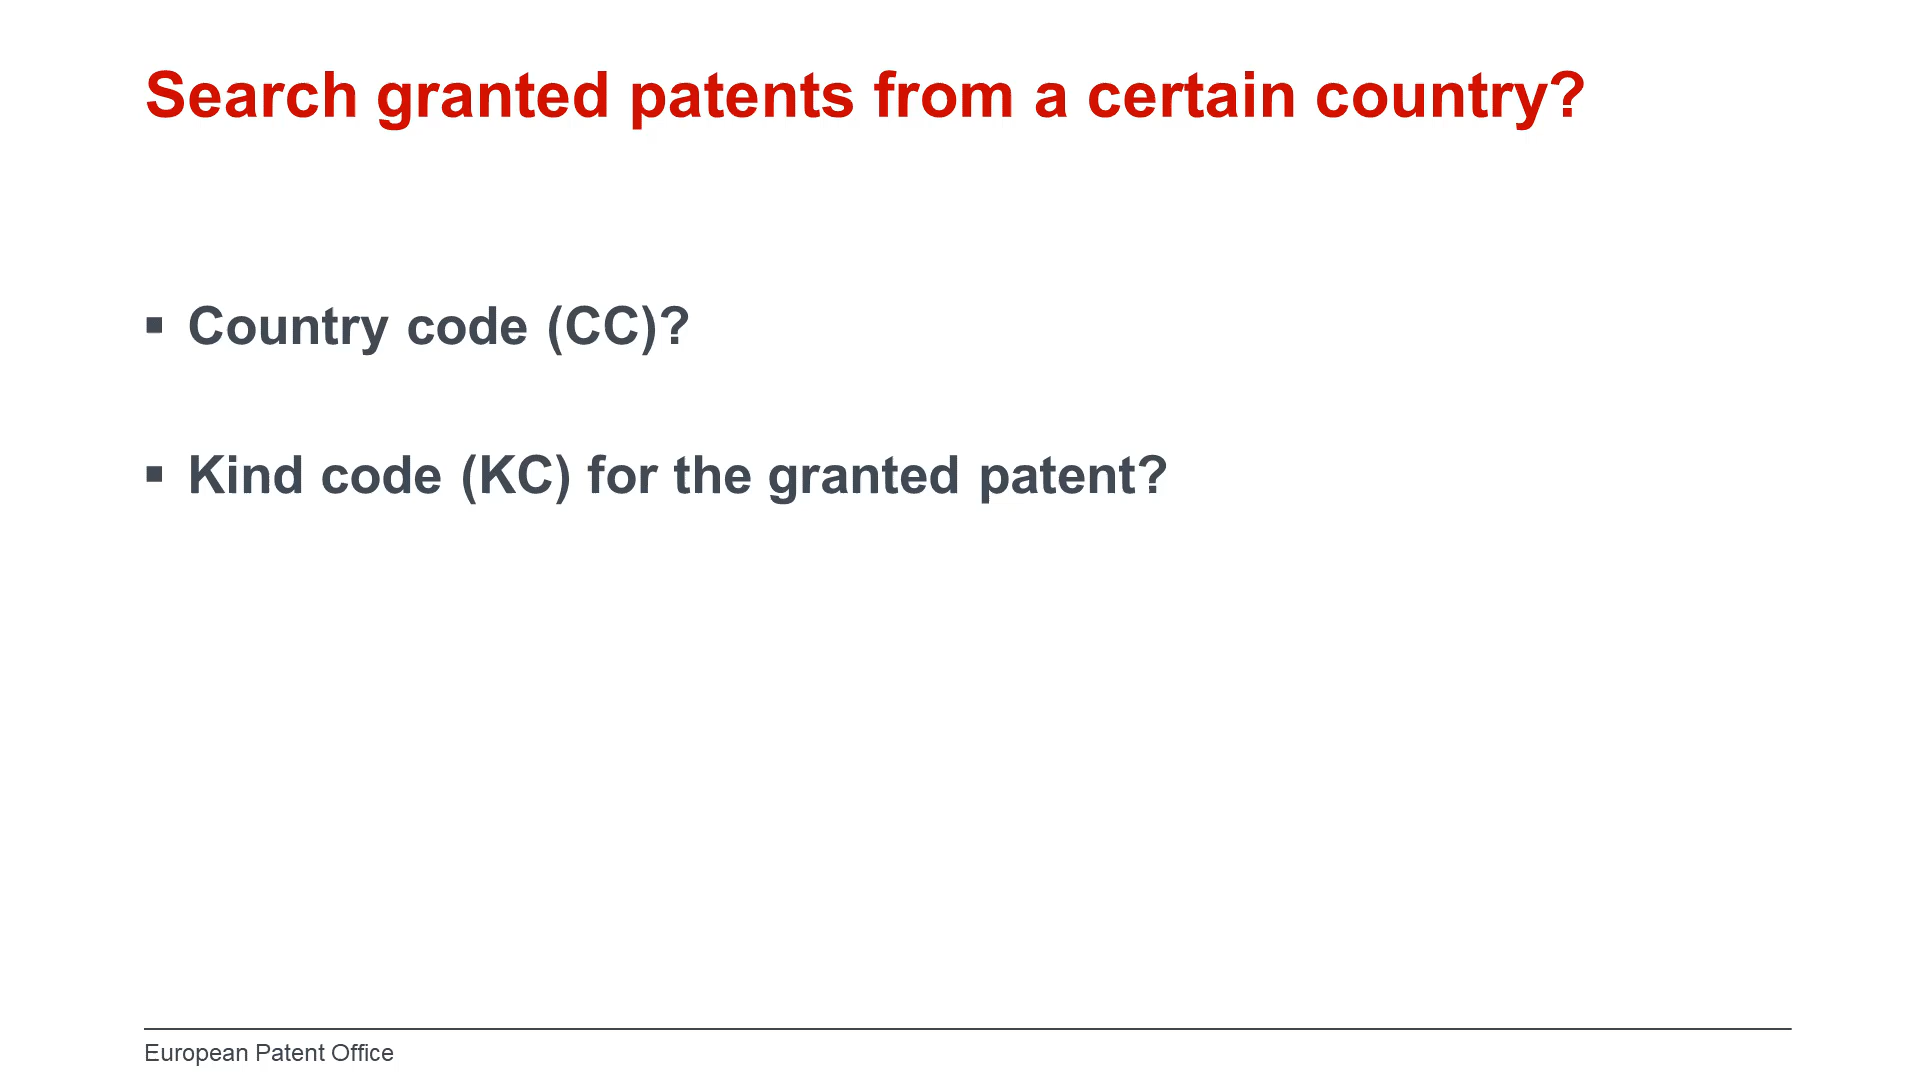 Search granted patents from a certain country?
▪ Country code (CC)?
▪ Kind code (KC) for the granted patent?
European Patent Office